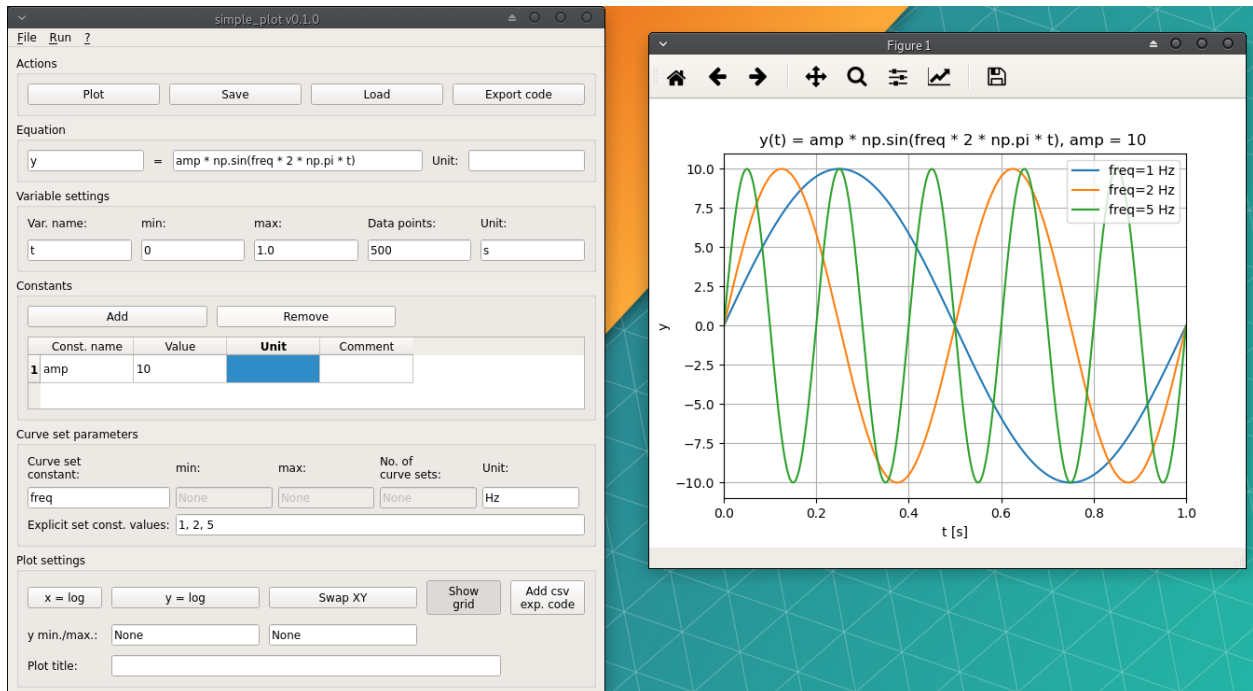 simple_plot v0.1.0
File Run ?
Actions
Plot Save Load Export code
Equation
y = amp * np.sin(freq * 2 * np.pi * t) Unit:
Variable settings
Var. name: min: max: Data points: Unit:
t 0 1.0 500 s
Constants
Add Remove
Const. name Value Unit Comment
1 amp 10
Curve set parameters
Curve set constant: min: max: No. of curve sets: Unit:
freq None None None Hz
Explicit set const. values: 1, 2, 5
Plot settings
x = log y = log Swap XY Show grid Add csv exp. code
y min./max.: None None
Plot title:
Figure 1
y(t) = amp * np.sin(freq * 2 * np.pi * t), amp = 10
freq=1 Hz
freq=2 Hz
freq=5 Hz
10.0
7.5
5.0
2.5
0.0
−2.5
−5.0
−7.5
−10.0
y
0.0 0.2 0.4 0.6 0.8 1.0
t [s]